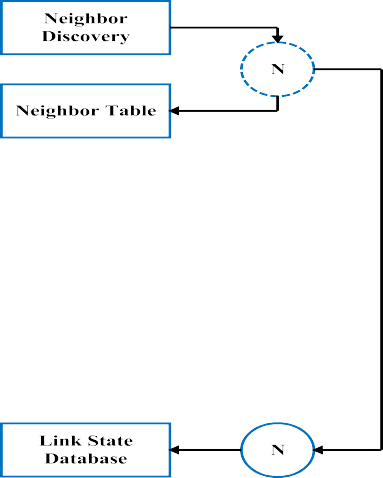 Neighbor
Discovery
N
Neighbor Table
Link State
Database
N